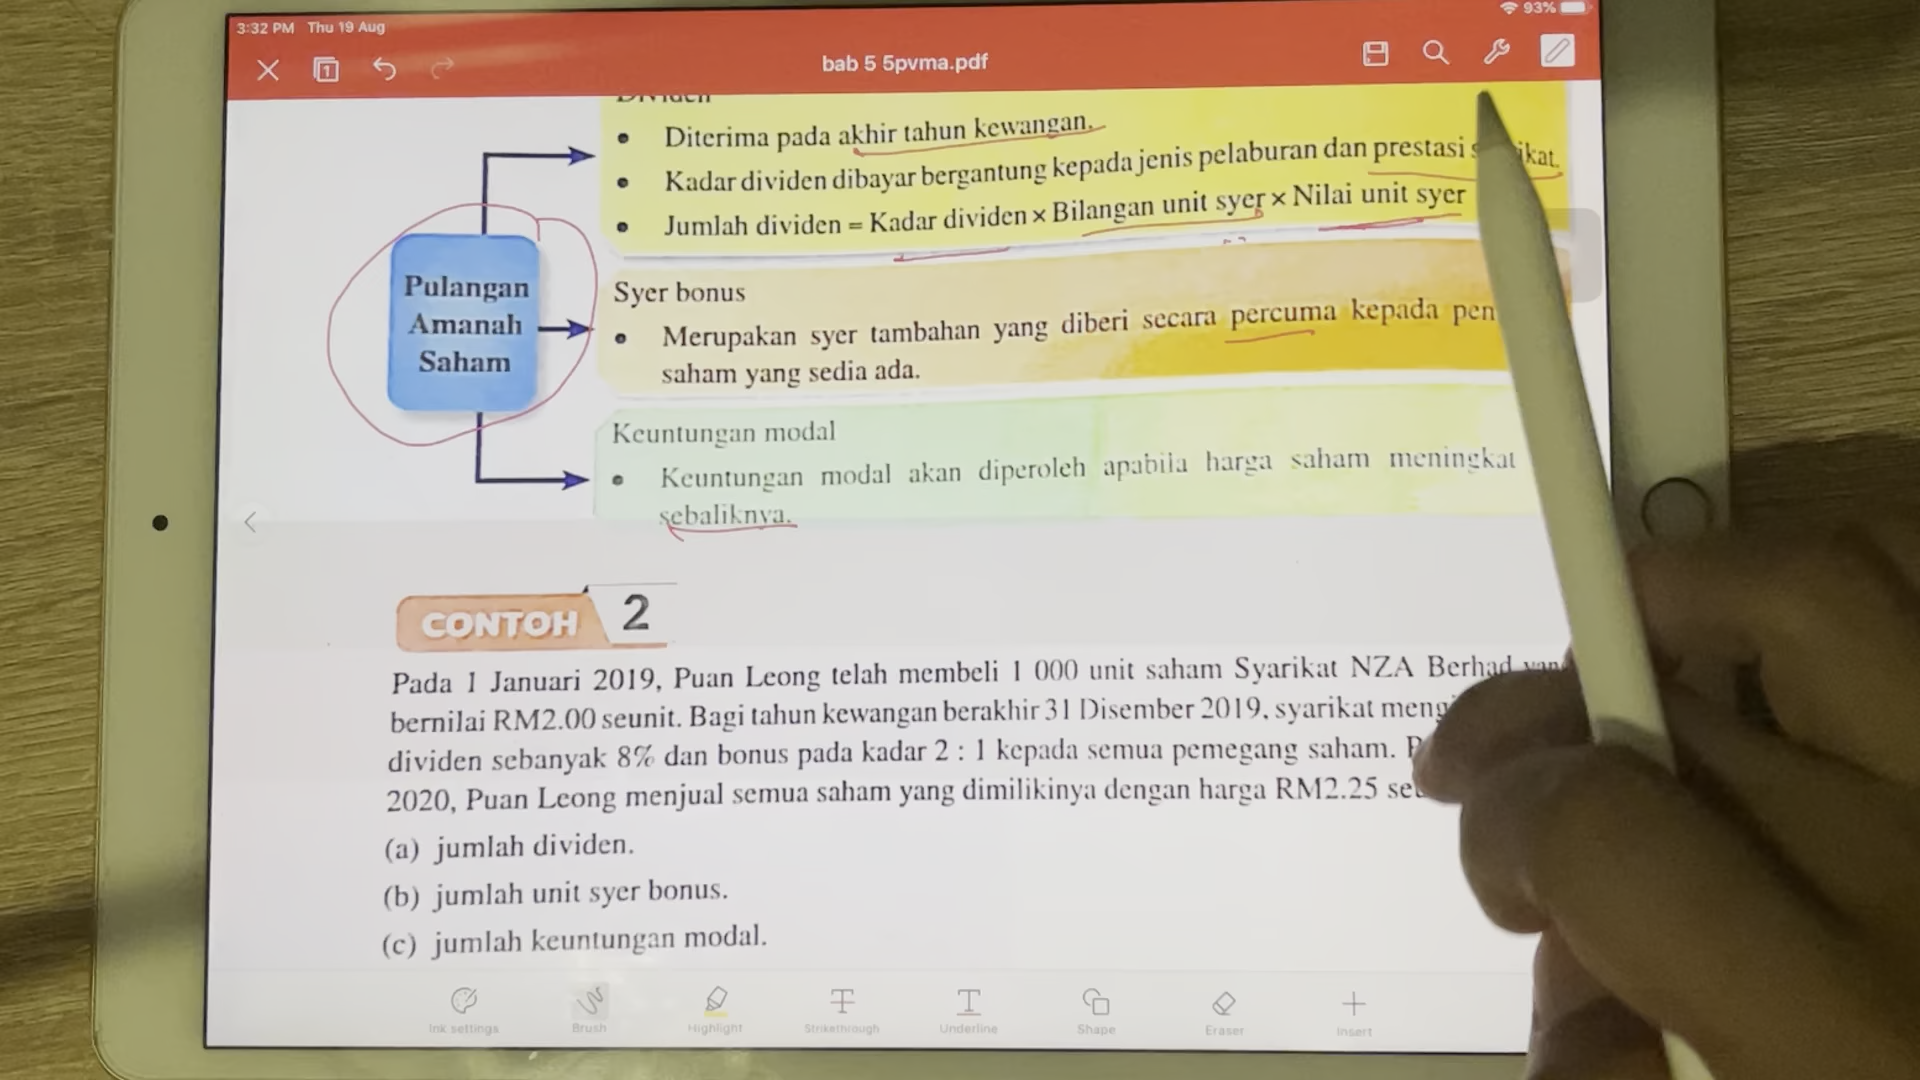 3:32 PM Thu 19 Aug
93%
1
bab 5 5pvma.pdf
Dividen
• Diterima pada akhir tahun kewangan.
• Kadar dividen dibayar bergantung kepada jenis pelaburan dan prestasi
• Jumlah dividen = Kadar dividen × Bilangan unit syer × Nilai unit syer
Pulangan
Amanah
Saham
Syer bonus
• Merupakan syer tambahan yang diberi secara percuma kepada
saham yang sedia ada.
Keuntungan modal
• Keuntungan modal akan diperoleh apabila harga saham meningkat
sebaliknya.
CONTOH 2
Pada 1 Januari 2019, Puan Leong telah membeli 1 000 unit saham Syarikat NZA Berhad
bernilai RM2.00 seunit. Bagi tahun kewangan berakhir 31 Disember 2019, syarikat
dividen sebanyak 8% dan bonus pada kadar 2 : 1 kepada semua pemegang saham.
2020, Puan Leong menjual semua saham yang dimilikinya dengan harga RM2.25
(a) jumlah dividen.
(b) jumlah unit syer bonus.
(c) jumlah keuntungan modal.
Ink settings
Brush
Highlight
Strikethrough
Underline
Shape
Eraser
Insert